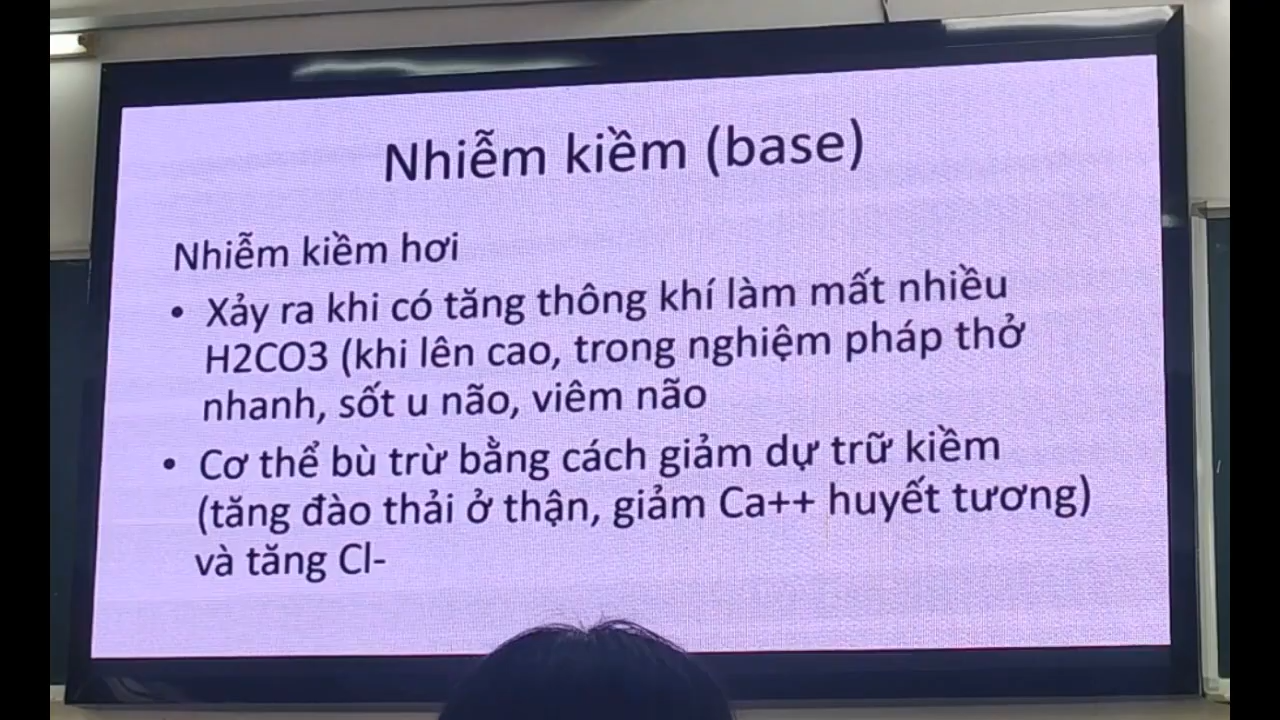 Nhiễm kiềm (base)
Nhiễm kiềm hơi
• Xảy ra khi có tăng thông khí làm mất nhiều
H2CO3 (khi lên cao, trong nghiệm pháp thở
nhanh, sốt u não, viêm não
• Cơ thể bù trừ bằng cách giảm dự trữ kiềm
(tăng đào thải ở thận, giảm Ca++ huyết tương)
và tăng Cl-